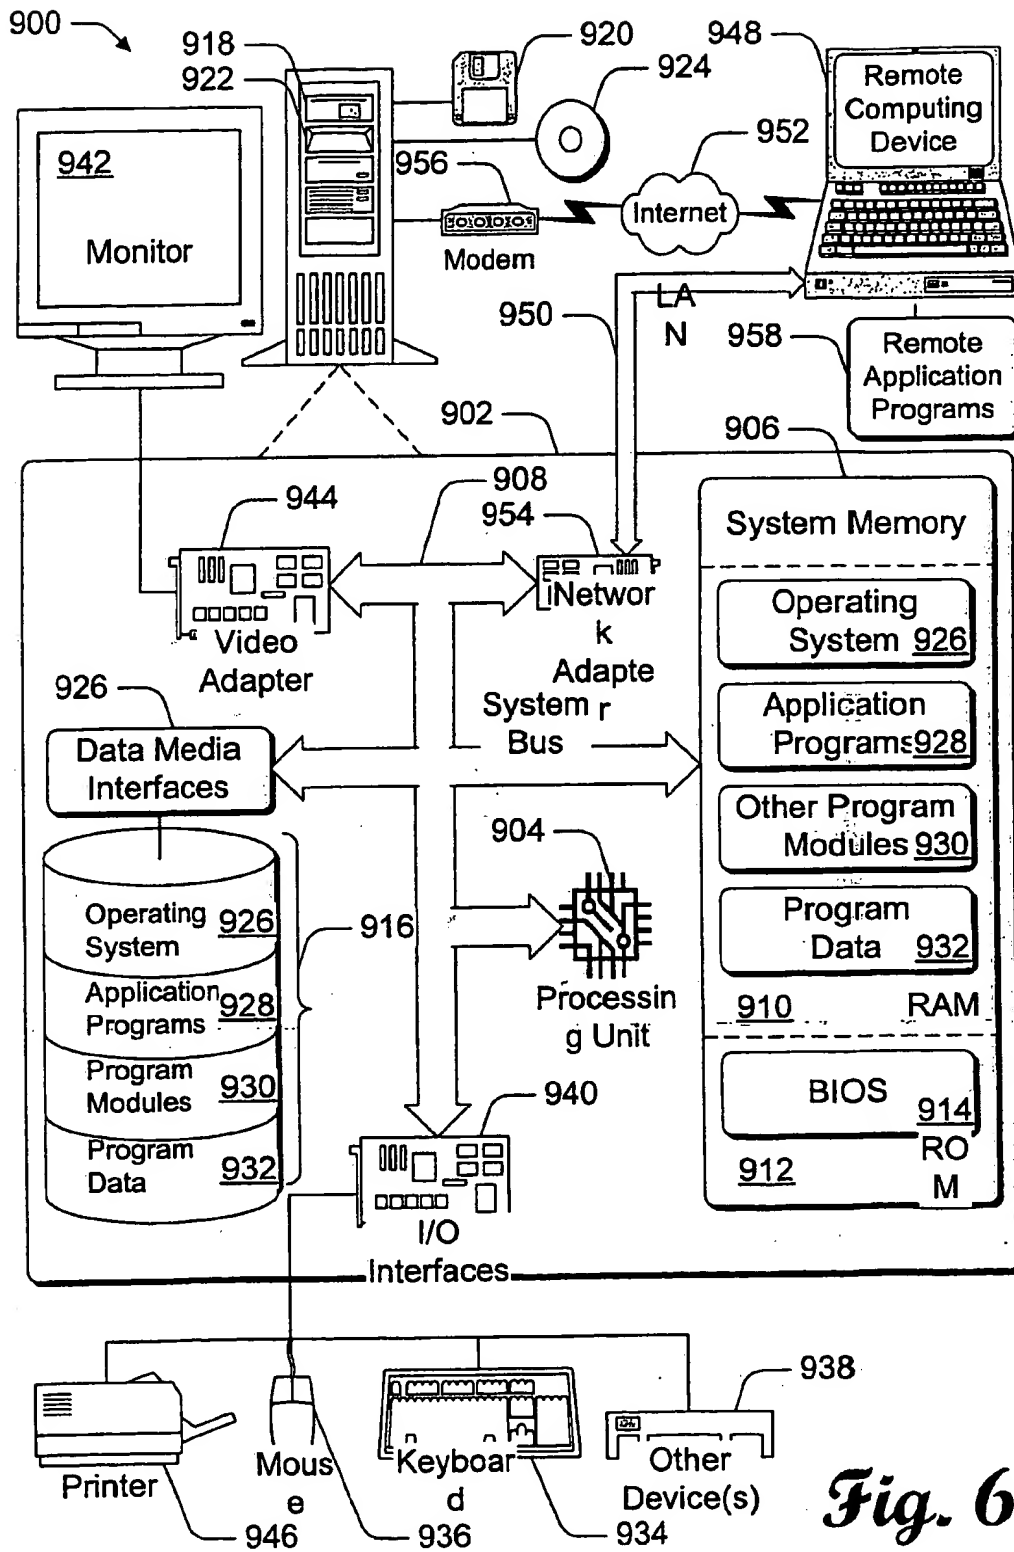 900
918
922
920
924
948
Remote
Computing
Device
942
Monitor
956
952
Internet
Modem
LA
N
950
958
Remote
Application
Programs
902
906
908
944
954
System Memory
Operating
System 926
Networ
k
Adapte
r
Video
Adapter
926
System
Bus
Application
Programs 928
Data Media
Interfaces
Other Program
Modules 930
904
Operating
System
926
916
Program
Data 932
Application
Programs
928
Processin
g Unit
910
RAM
Program
Modules
930
940
BIOS
914
Program
Data
932
912
RO
M
I/O
Interfaces
938
Printer
Mous
e
Keyboar
d
Other
Device(s)
946
936
934
Fig. 6